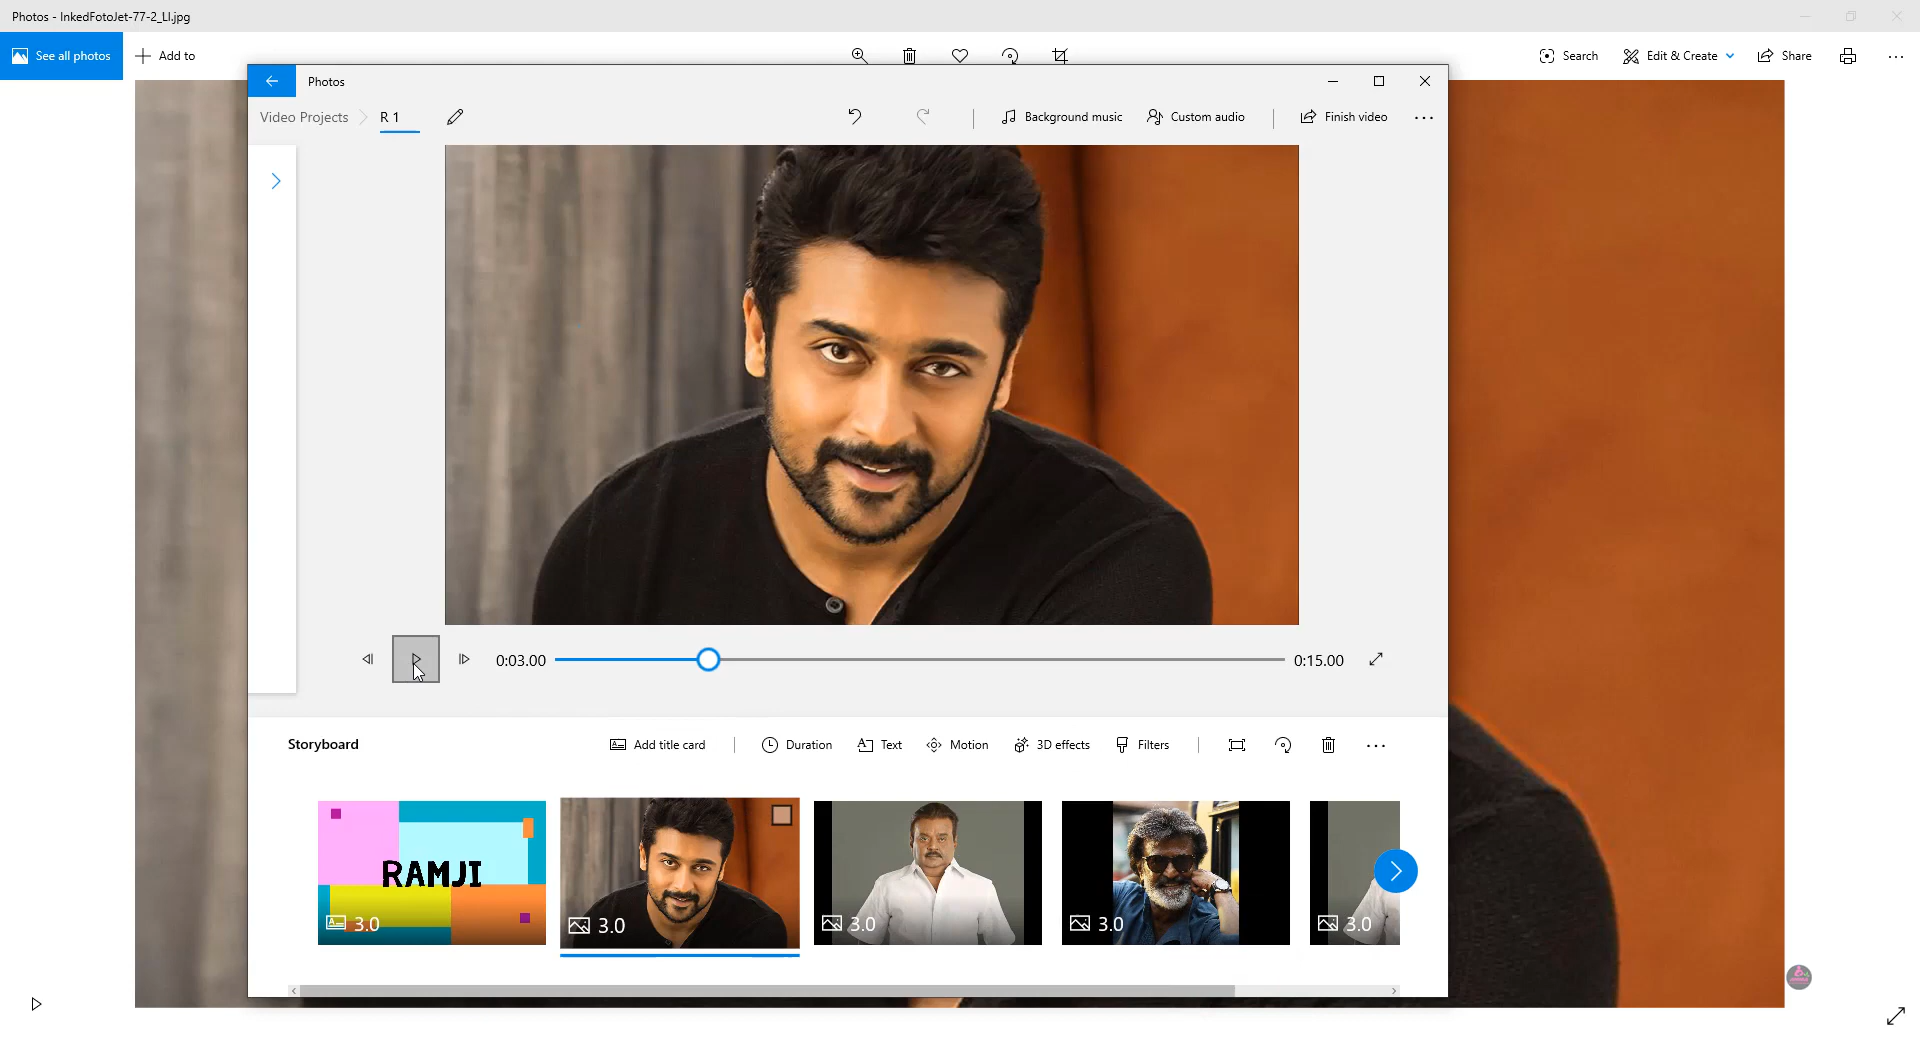 Photos - InkedFotoJet-77-2_LI.jpg
See all photos
Add to
Search
Edit & Create
Share
Photos
Video Projects
R 1
Background music
Custom audio
Finish video
0:03.00
0:15.00
Storyboard
Add title card
Duration
Text
Motion
3D effects
Filters
RAMJI
3.0
3.0
3.0
3.0
3.0